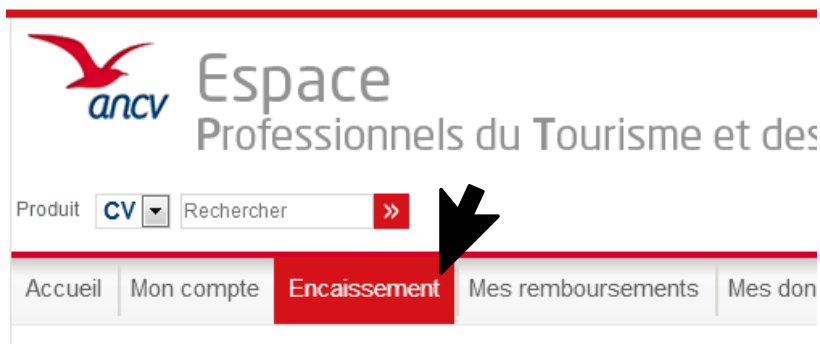 ancv
Espace
Professionnels du Tourisme et des
Produit CV Rechercher »
Accueil Mon compte Encaissement Mes remboursements Mes don